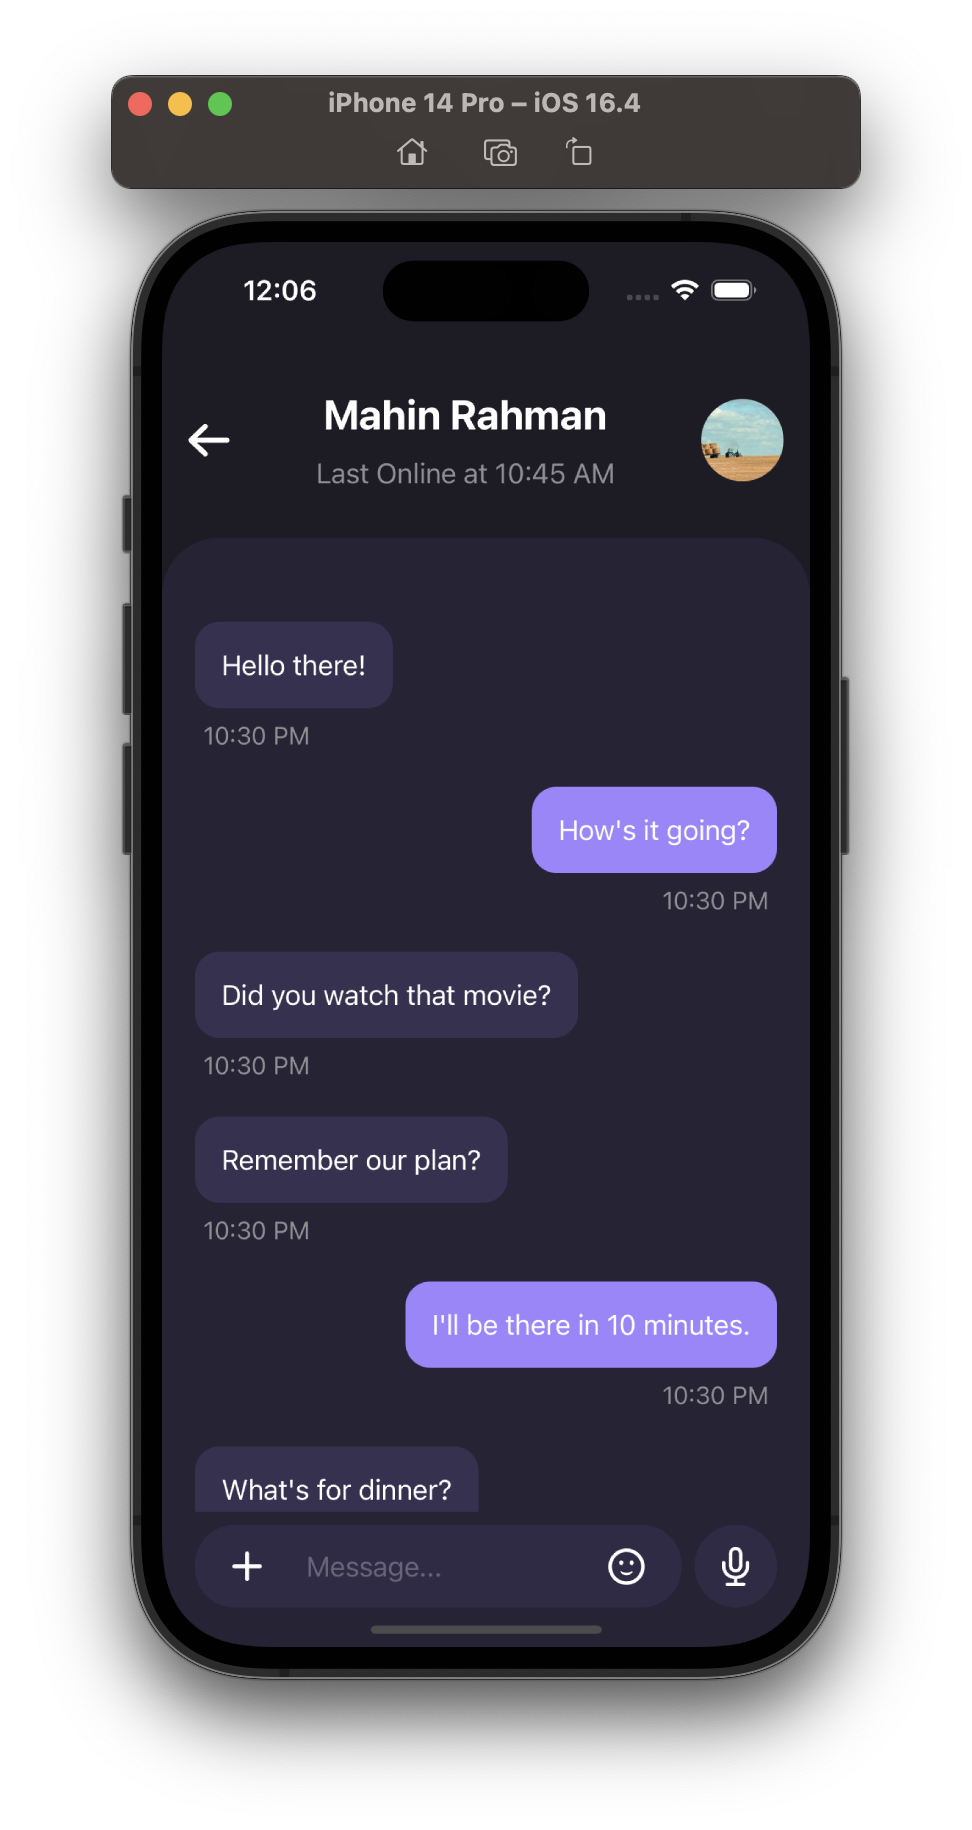 iPhone 14 Pro – iOS 16.4
12:06
Mahin Rahman
Last Online at 10:45 AM
Hello there!
10:30 PM
How's it going?
10:30 PM
Did you watch that movie?
10:30 PM
Remember our plan?
10:30 PM
I'll be there in 10 minutes.
10:30 PM
What's for dinner?
Message...